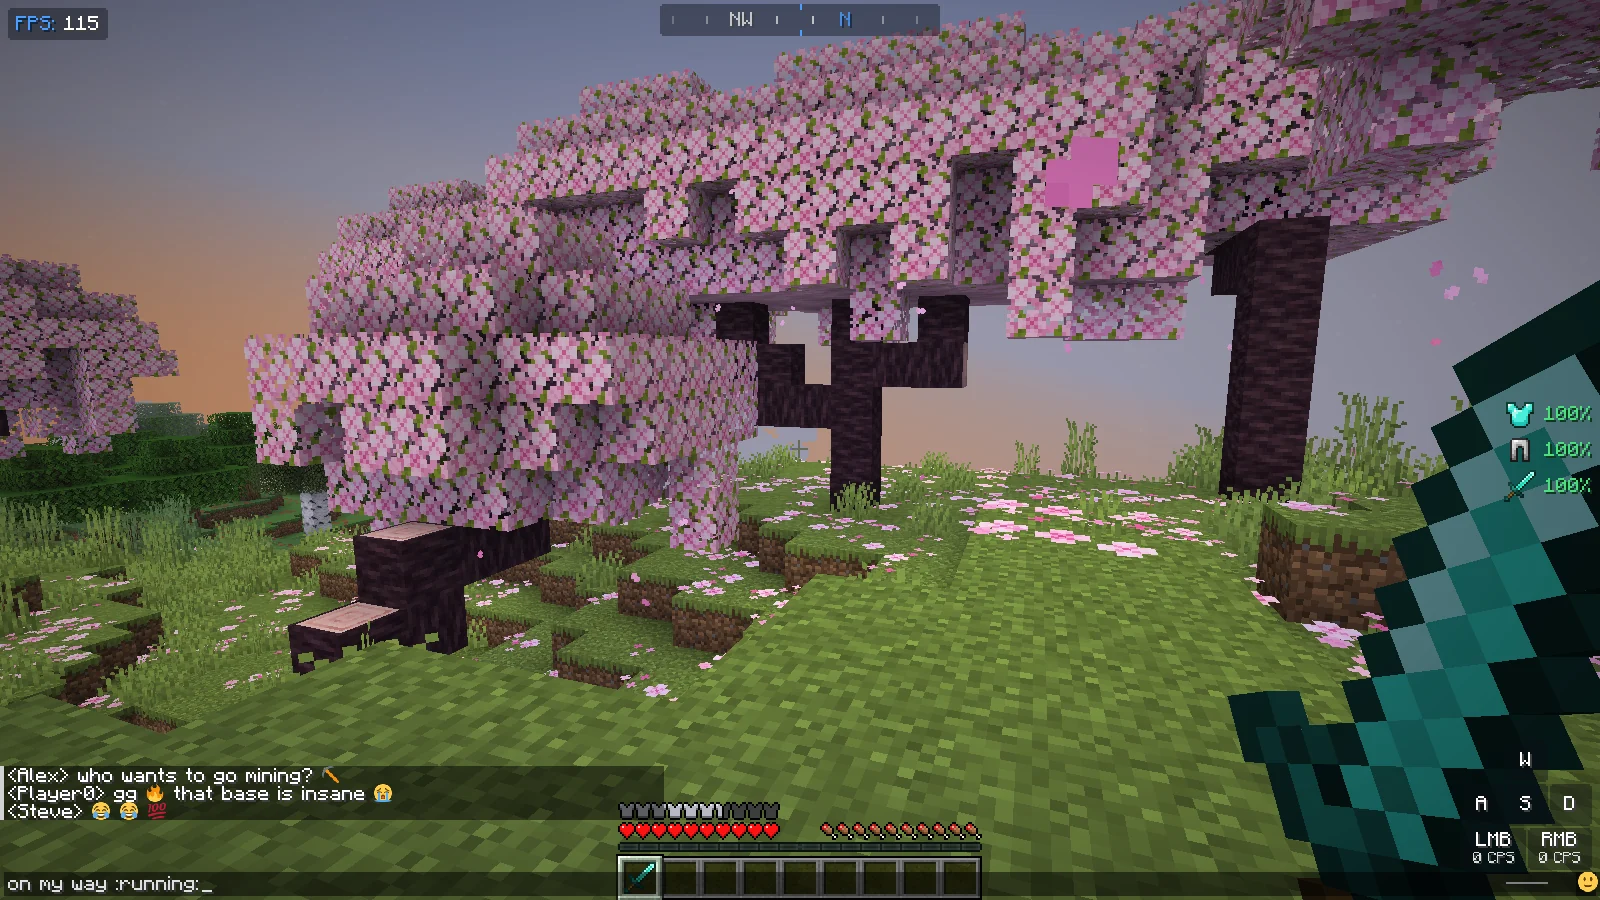 FPS: 115
NW N
100%
100%
100%
<Alex> who wants to go mining? ⛏️
<Player0> gg 🔥 that base is insane 😭
<Steve> 😂 😂 💯
W
A S D
LMB RMB
0 CPS 0 CPS
on my way :running:_